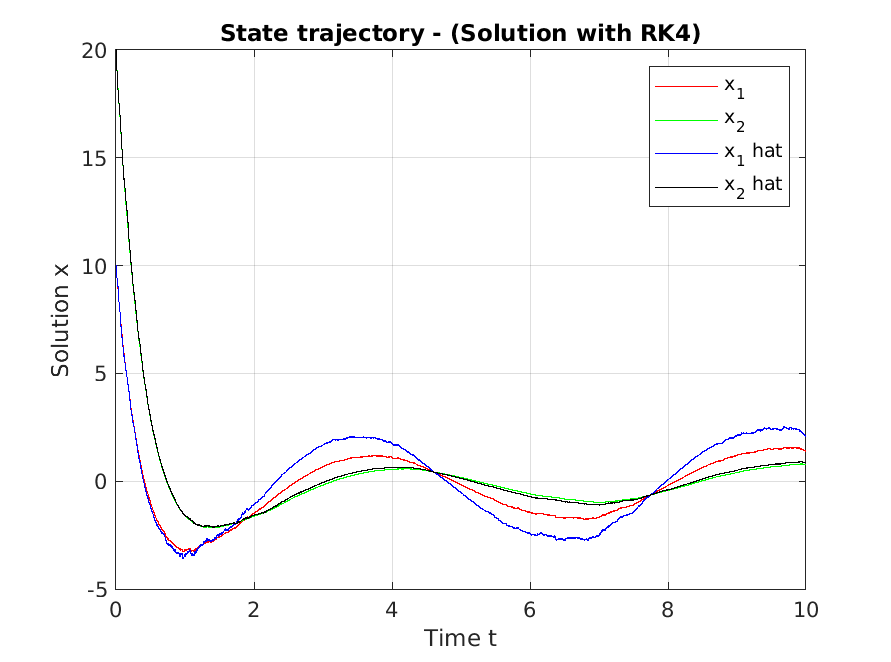 State trajectory - (Solution with RK4)
x1
x2
x1 hat
x2 hat
20
15
10
5
0
-5
Solution x
0 2 4 6 8 10
Time t